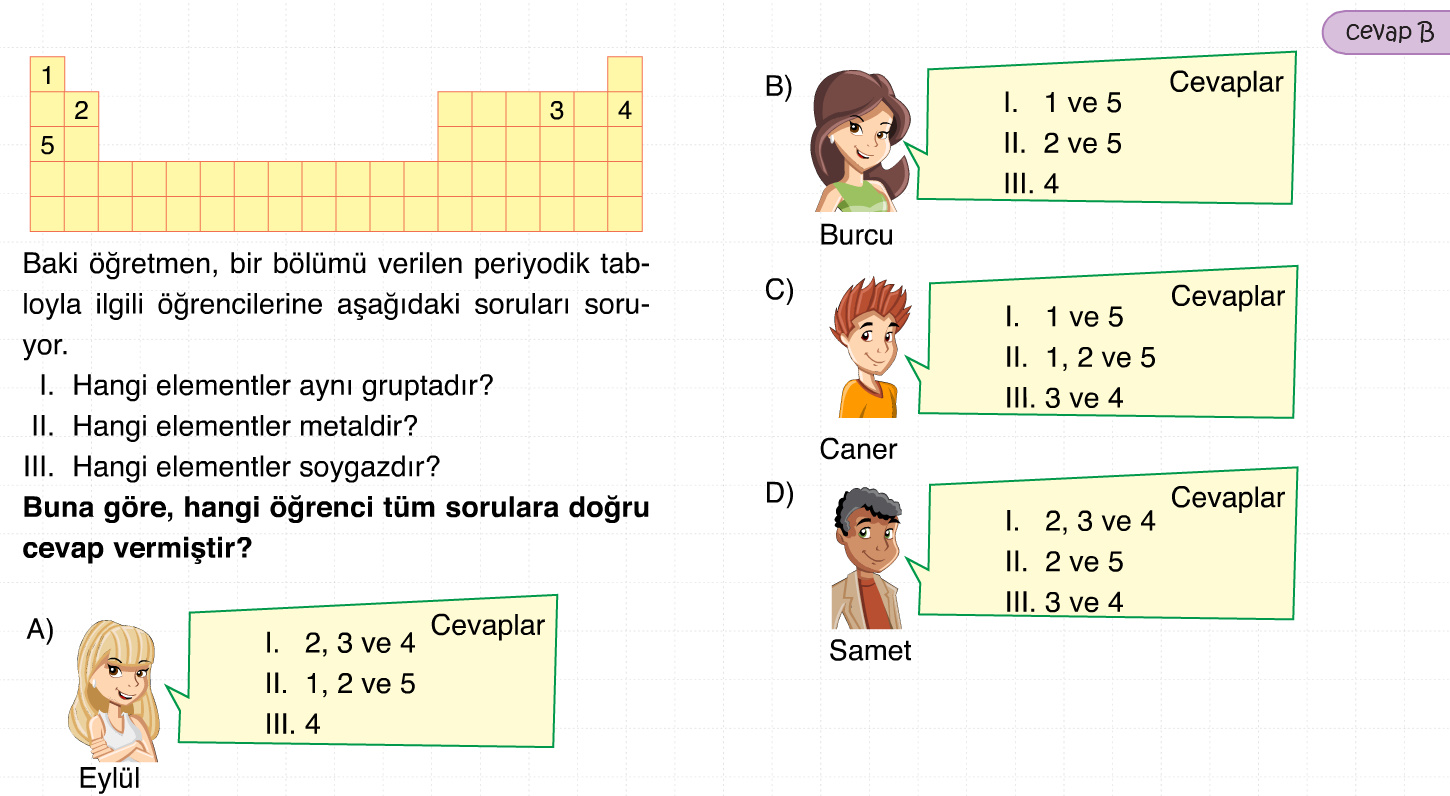 cevap B
1
2
3
4
5
Baki öğretmen, bir bölümü verilen periyodik tab-
loyla ilgili öğrencilerine aşağıdaki soruları soru-
yor.
I. Hangi elementler aynı gruptadır?
II. Hangi elementler metaldir?
III. Hangi elementler soygazdır?
Buna göre, hangi öğrenci tüm sorulara doğru
cevap vermiştir?
A)
Cevaplar
I. 2, 3 ve 4
II. 1, 2 ve 5
III. 4
Eylül
B)
Cevaplar
I. 1 ve 5
II. 2 ve 5
III. 4
Burcu
C)
Cevaplar
I. 1 ve 5
II. 1, 2 ve 5
III. 3 ve 4
Caner
D)
Cevaplar
I. 2, 3 ve 4
II. 2 ve 5
III. 3 ve 4
Samet